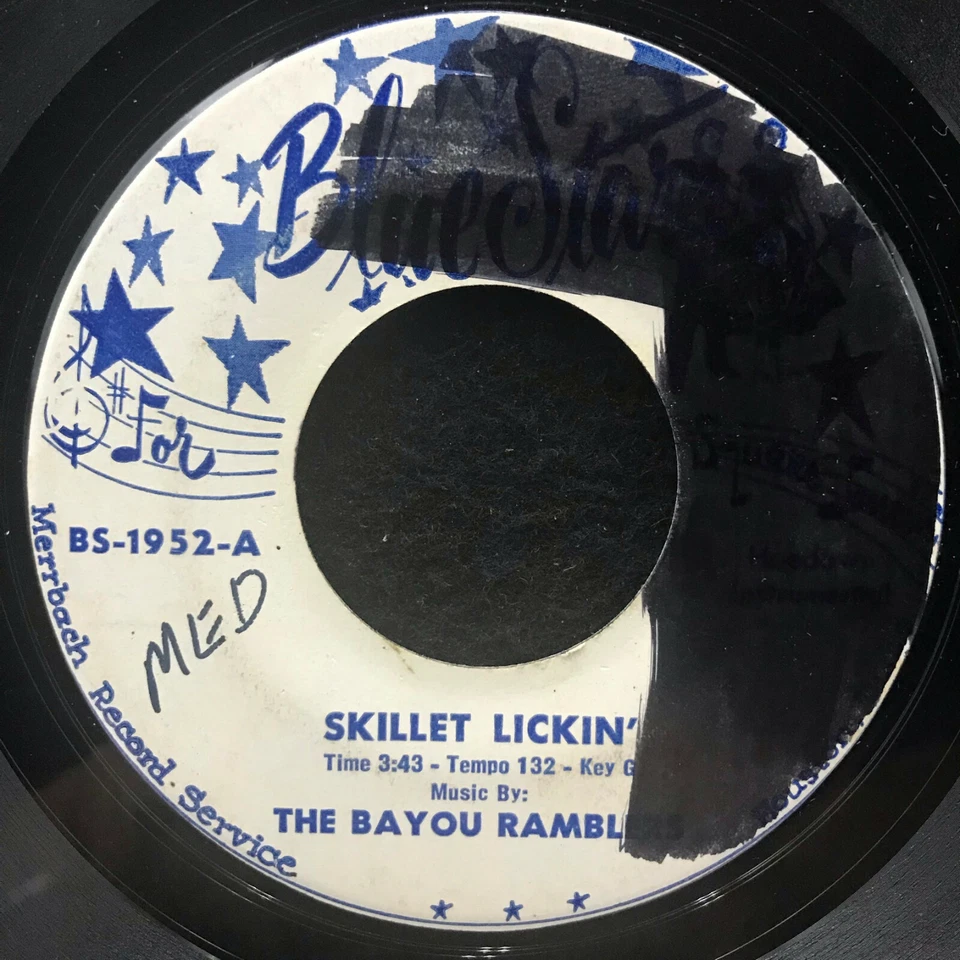 Blue Star
For
BS-1952-A
MED
SKILLET LICKIN'
Time 3:43 - Tempo 132 - Key G
Music By:
THE BAYOU RAMBLERS
Merrbach Record Service